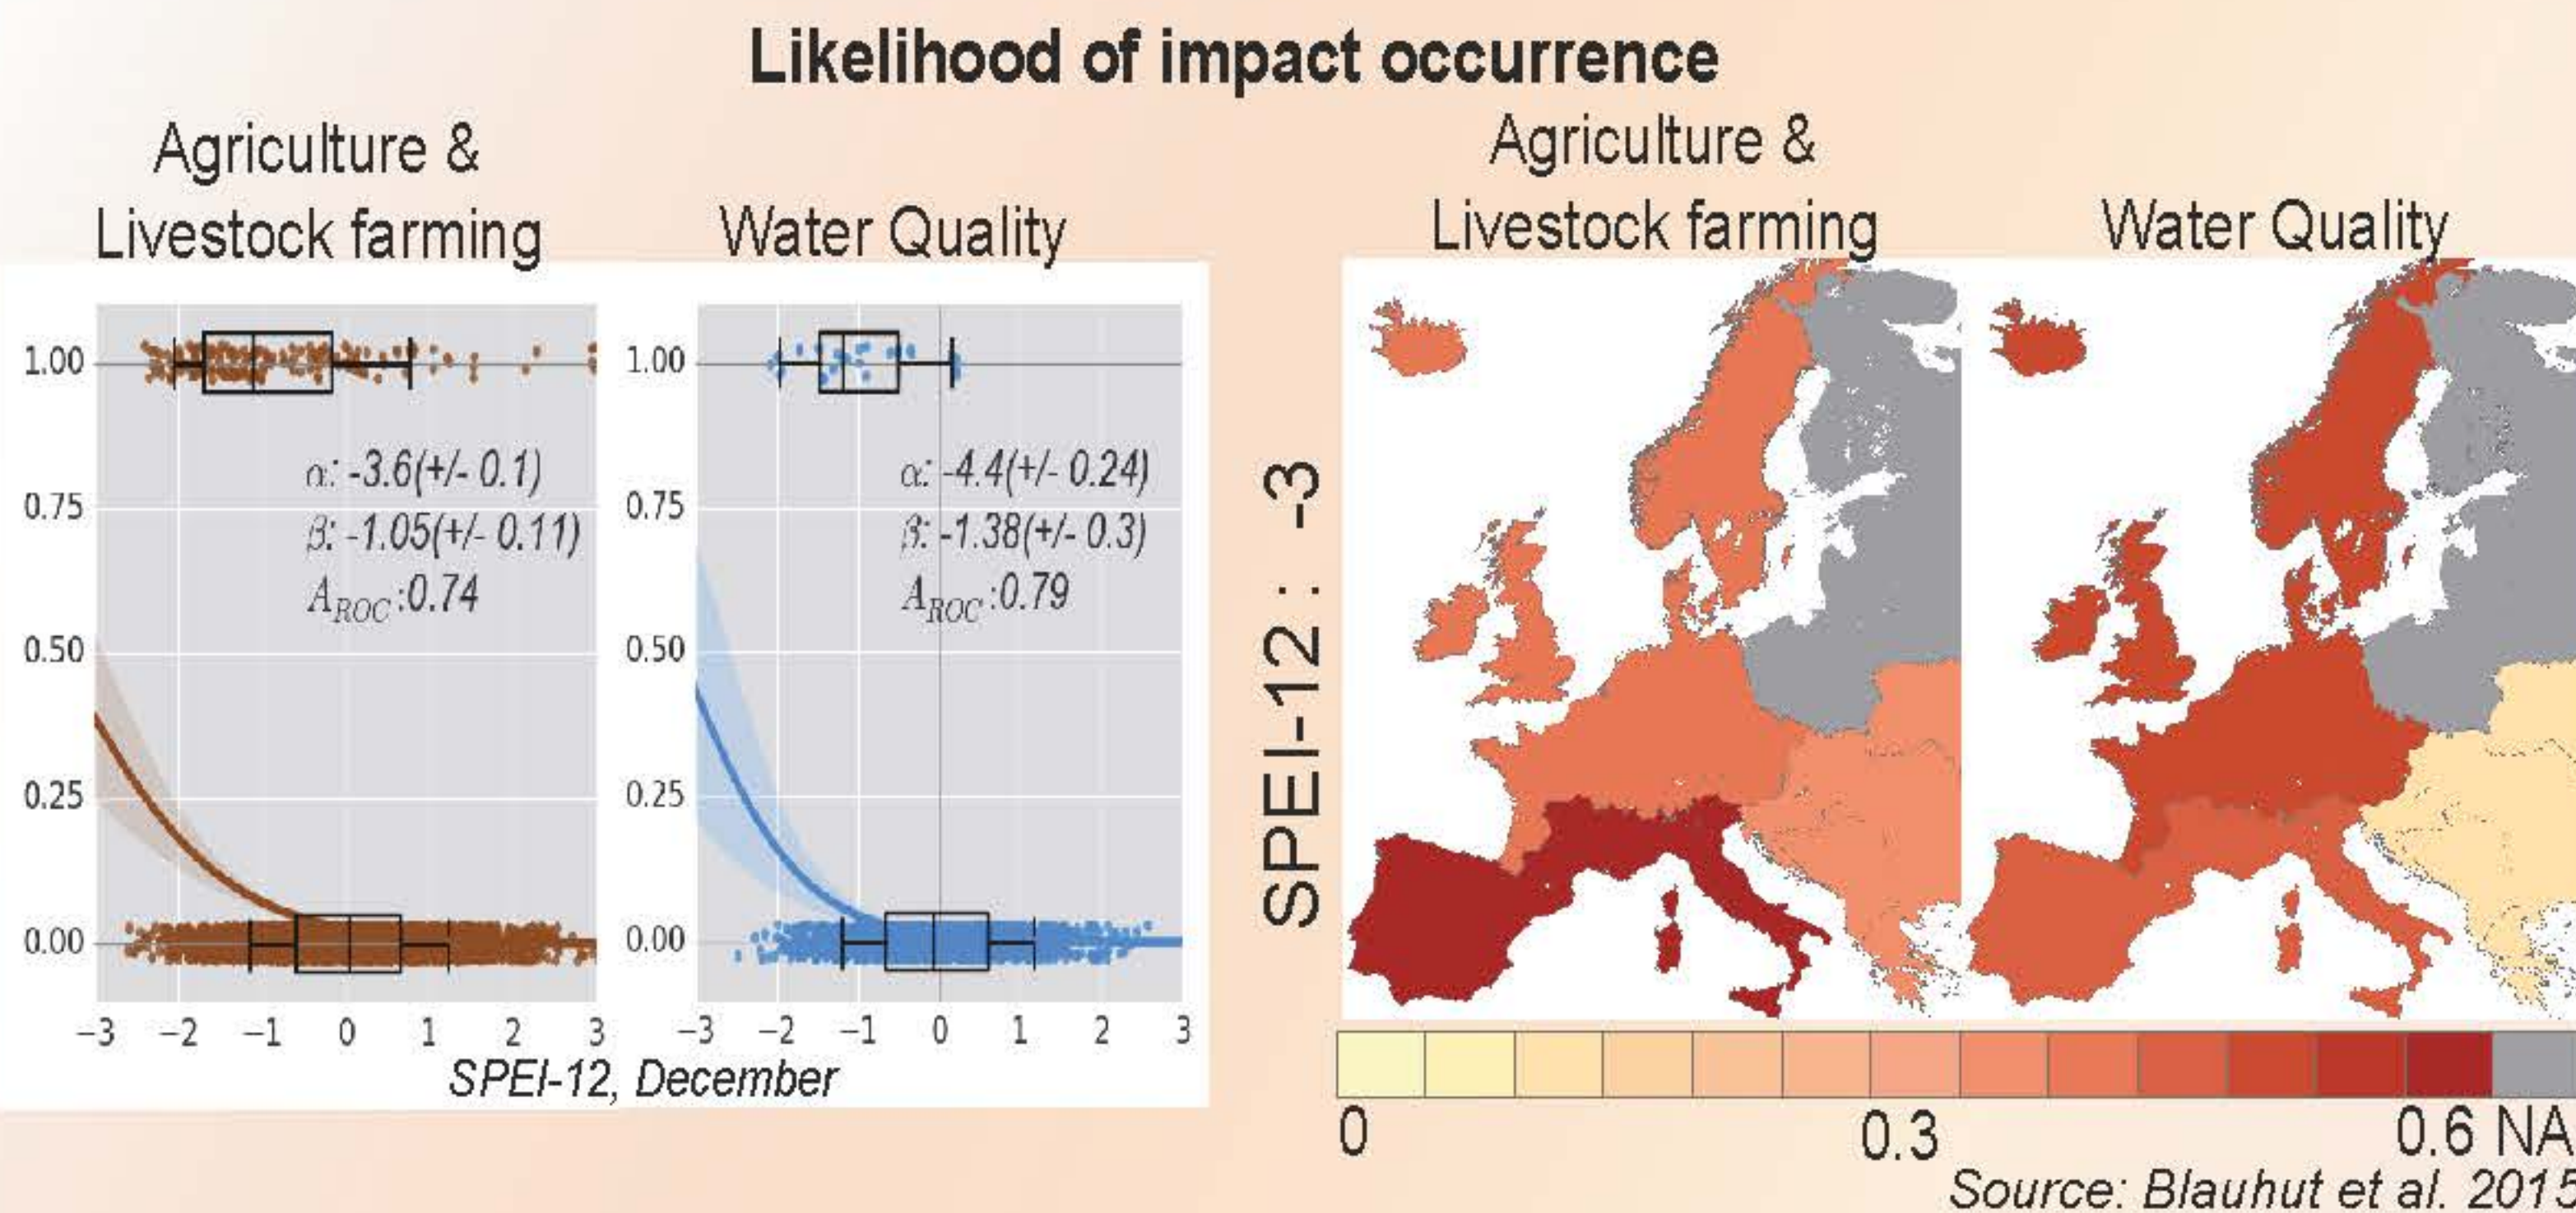 Likelihood of impact occurrence
Agriculture &
Livestock farming
Water Quality
1.00
0.75
0.50
0.25
0.00
α: -3.6(+/- 0.1)
β: -1.05(+/- 0.11)
AROC:0.74
−3 −2 −1 0 1 2 3
1.00
0.75
0.50
0.25
0.00
α: -4.4(+/- 0.24)
β: -1.38(+/- 0.3)
AROC:0.79
−3 −2 −1 0 1 2 3
SPEI-12, December
Agriculture &
Livestock farming
Water Quality
SPEI-12 : -3
0 0.3 0.6 NA
Source: Blauhut et al. 2015